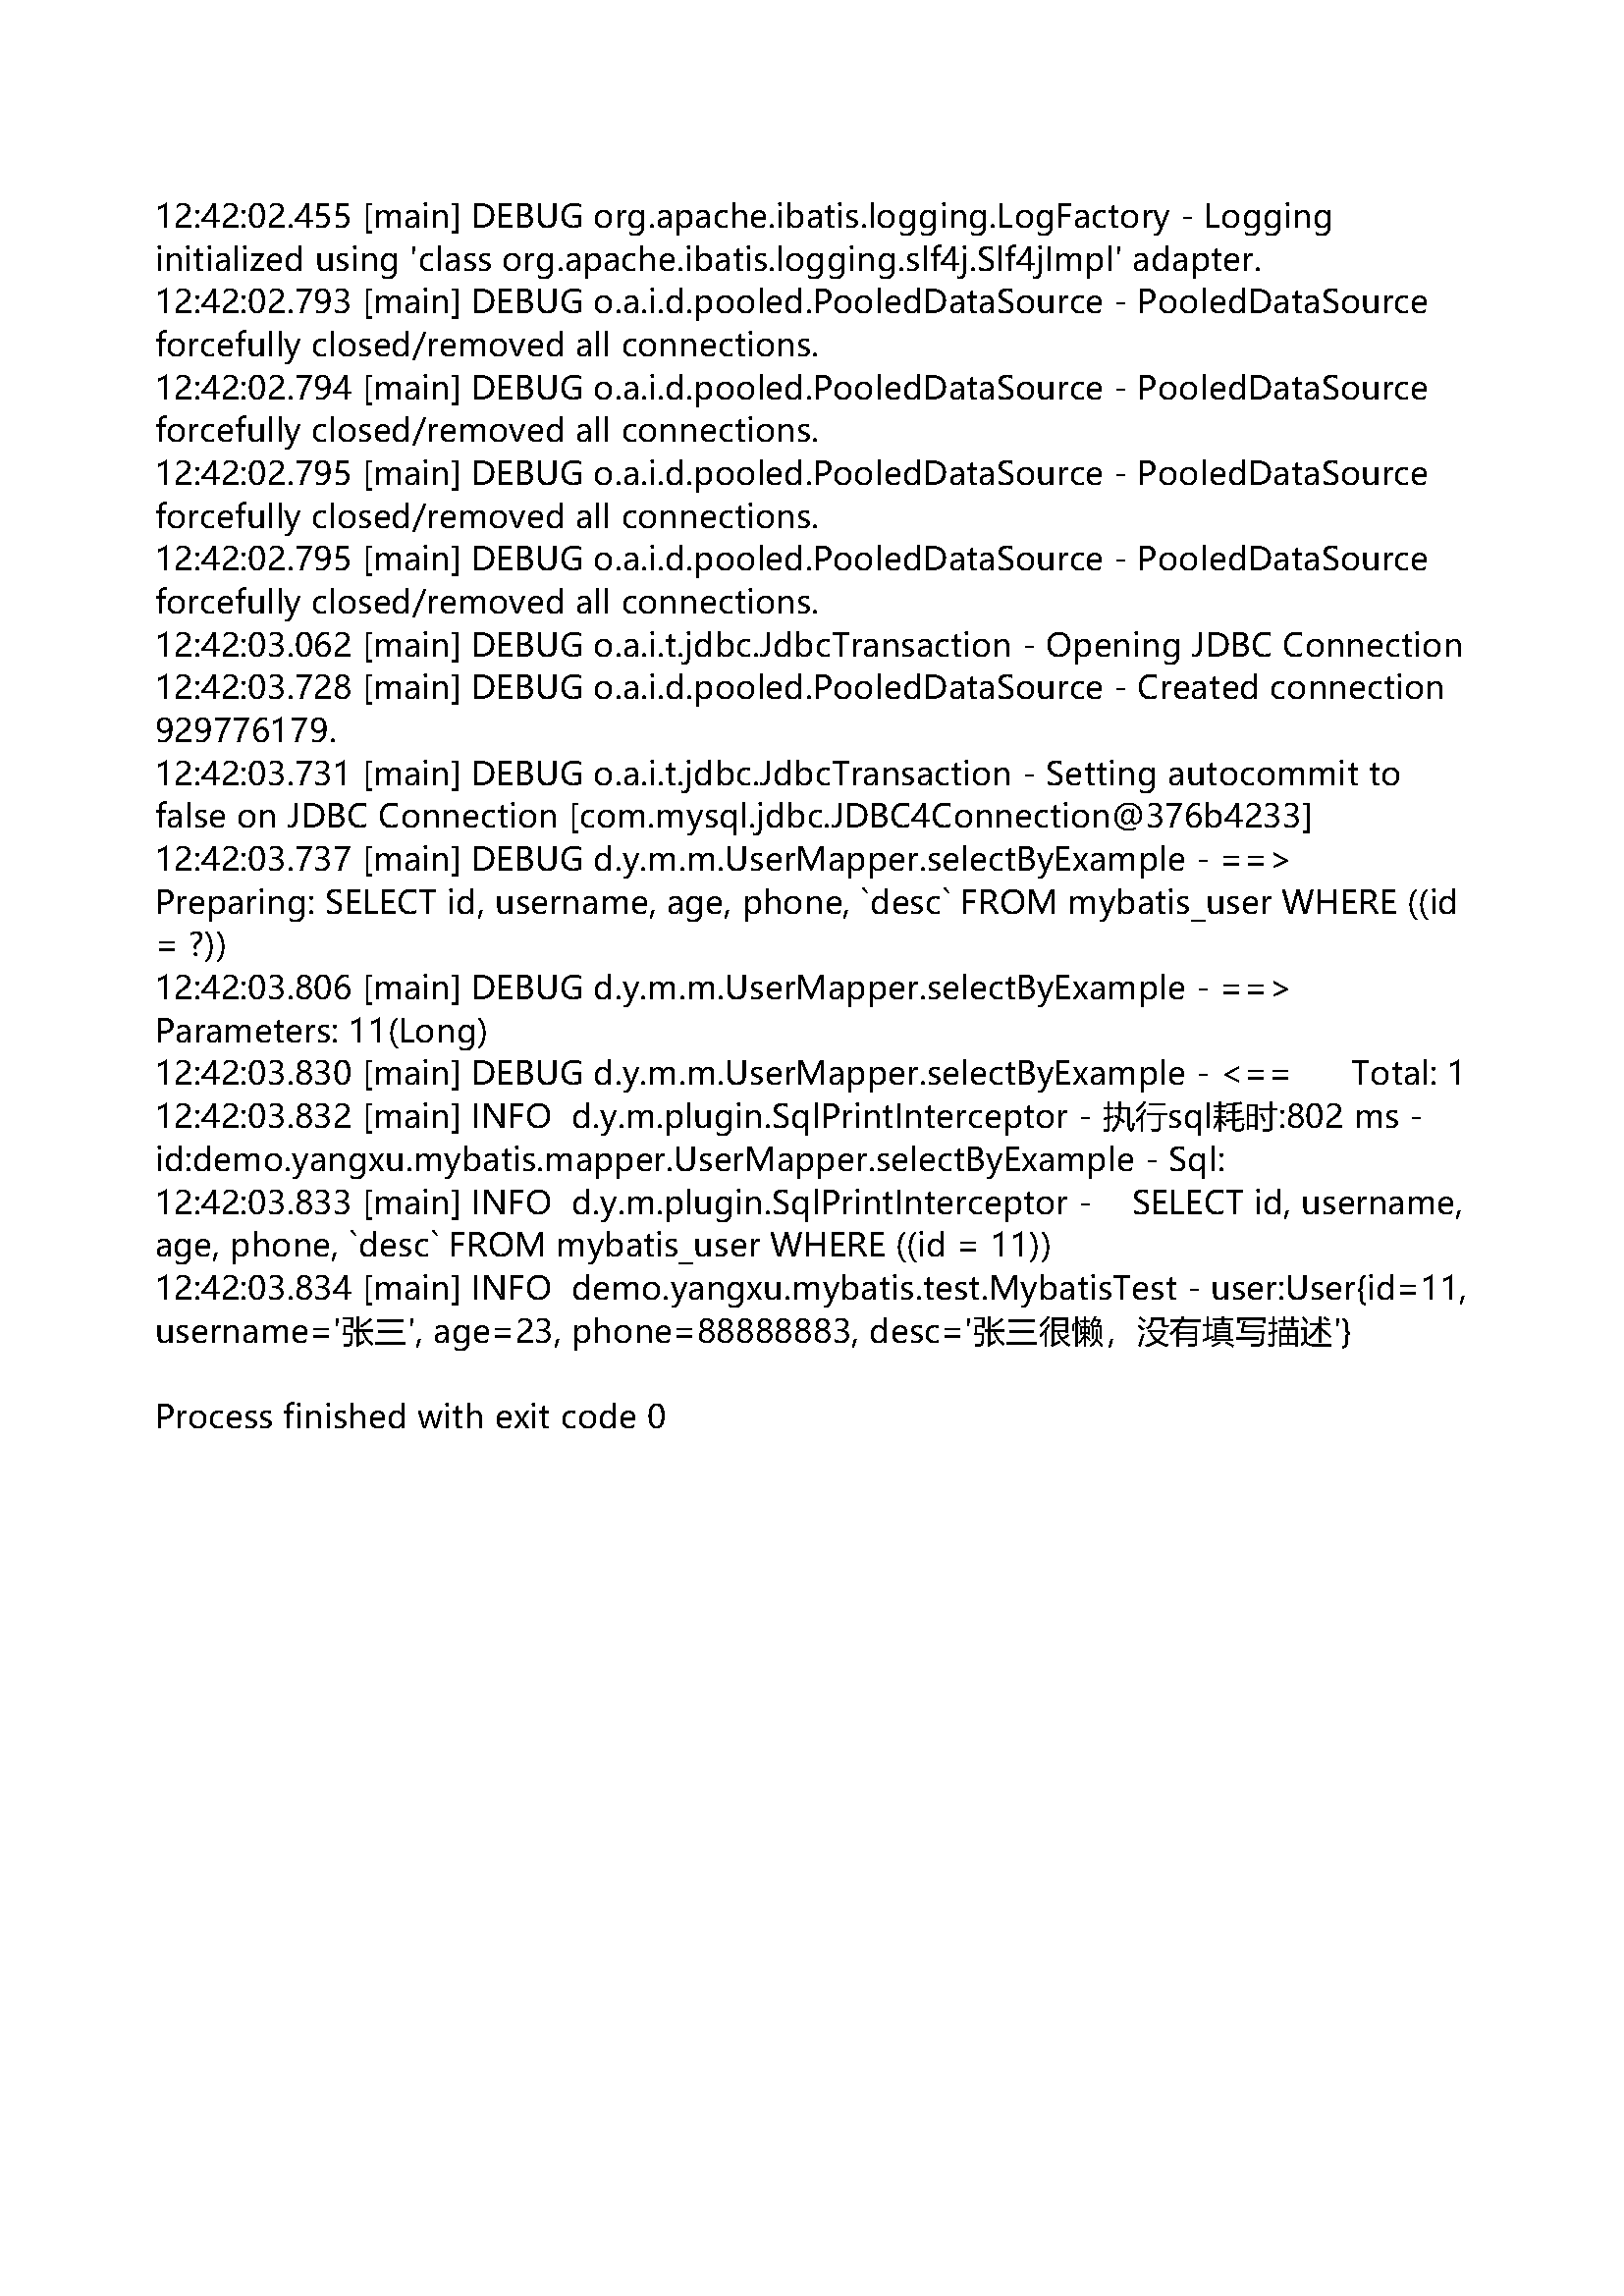 12:42:02.455 [main] DEBUG org.apache.ibatis.logging.LogFactory - Logging
initialized using 'class org.apache.ibatis.logging.slf4j.Slf4jImpl' adapter.
12:42:02.793 [main] DEBUG o.a.i.d.pooled.PooledDataSource - PooledDataSource
forcefully closed/removed all connections.
12:42:02.794 [main] DEBUG o.a.i.d.pooled.PooledDataSource - PooledDataSource
forcefully closed/removed all connections.
12:42:02.795 [main] DEBUG o.a.i.d.pooled.PooledDataSource - PooledDataSource
forcefully closed/removed all connections.
12:42:02.795 [main] DEBUG o.a.i.d.pooled.PooledDataSource - PooledDataSource
forcefully closed/removed all connections.
12:42:03.062 [main] DEBUG o.a.i.t.jdbc.JdbcTransaction - Opening JDBC Connection
12:42:03.728 [main] DEBUG o.a.i.d.pooled.PooledDataSource - Created connection
929776179.
12:42:03.731 [main] DEBUG o.a.i.t.jdbc.JdbcTransaction - Setting autocommit to
false on JDBC Connection [com.mysql.jdbc.JDBC4Connection@376b4233]
12:42:03.737 [main] DEBUG d.y.m.m.UserMapper.selectByExample - ==>
Preparing: SELECT id, username, age, phone, `desc` FROM mybatis_user WHERE ((id
= ?))
12:42:03.806 [main] DEBUG d.y.m.m.UserMapper.selectByExample - ==>
Parameters: 11(Long)
12:42:03.830 [main] DEBUG d.y.m.m.UserMapper.selectByExample - <==      Total: 1
12:42:03.832 [main] INFO  d.y.m.plugin.SqlPrintInterceptor - 执行sql耗时:802 ms -
id:demo.yangxu.mybatis.mapper.UserMapper.selectByExample - Sql:
12:42:03.833 [main] INFO  d.y.m.plugin.SqlPrintInterceptor -    SELECT id, username,
age, phone, `desc` FROM mybatis_user WHERE ((id = 11))
12:42:03.834 [main] INFO  demo.yangxu.mybatis.test.MybatisTest - user:User{id=11,
username='张三', age=23, phone=88888883, desc='张三很懒，没有填写描述'}
Process finished with exit code 0